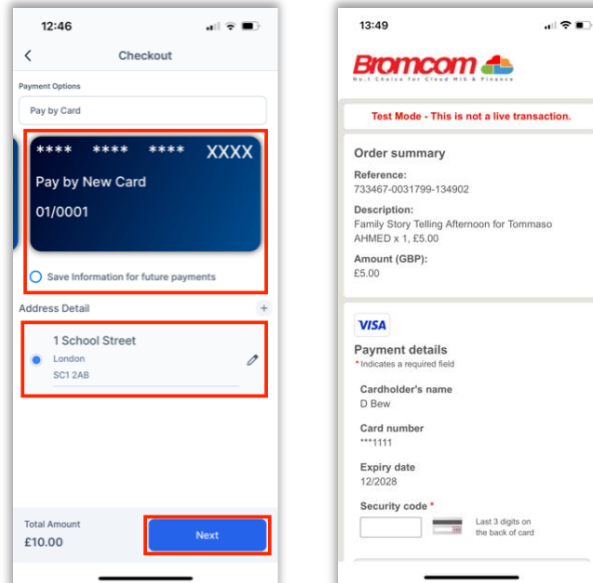 12:46
Checkout
Payment Options
Pay by Card
**** **** **** XXXX
Pay by New Card
01/0001
Save Information for future payments
Address Detail +
1 School Street
London
SC1 2AB
Total Amount
£10.00
Next
13:49
Bromcom
No.1 Choice for Cloud MIS & Finance
Test Mode - This is not a live transaction.
Order summary
Reference:
733467-0031799-134902
Description:
Family Story Telling Afternoon for Tommaso
AHMED x 1, £5.00
Amount (GBP):
£5.00
VISA
Payment details
*Indicates a required field
Cardholder's name
D Bew
Card number
***1111
Expiry date
12/2028
Security code *
Last 3 digits on
the back of card